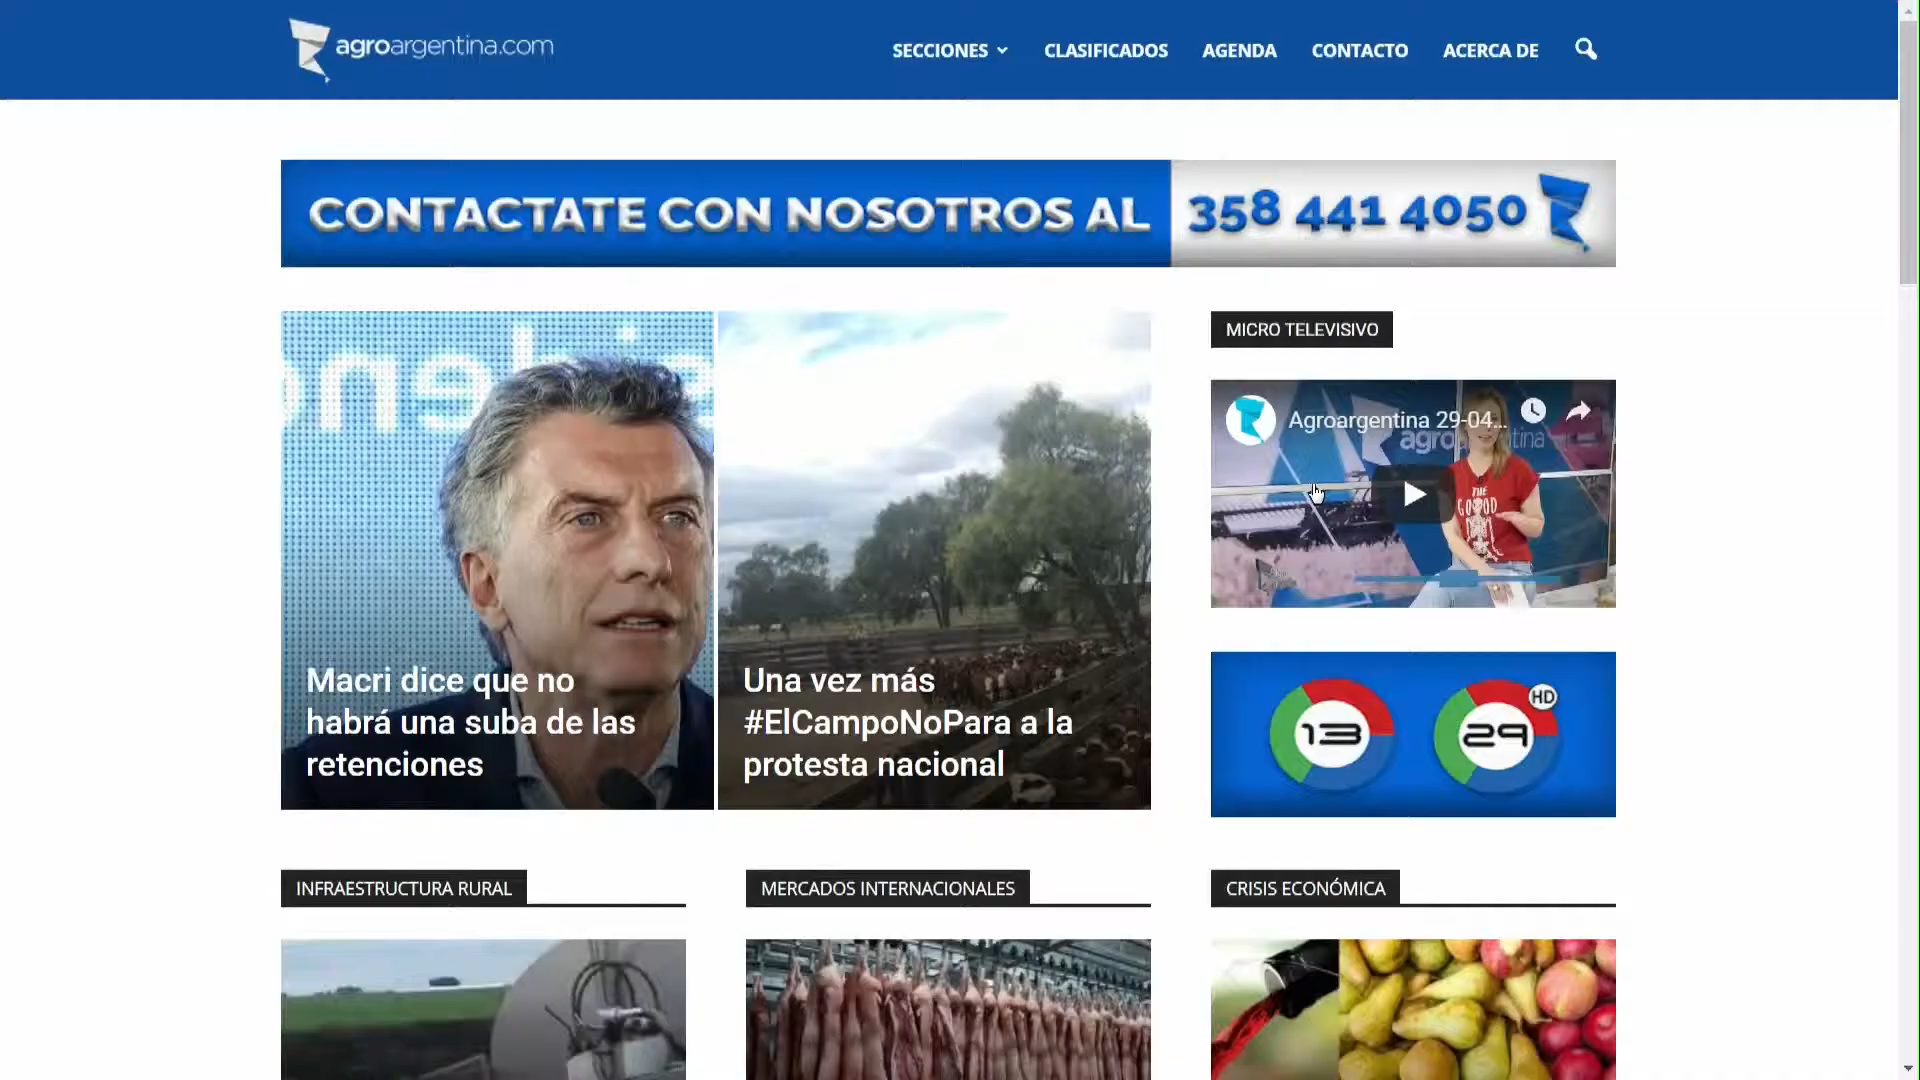 agroargentina.com
SECCIONES
CLASIFICADOS
AGENDA
CONTACTO
ACERCA DE
CONTACTATE CON NOSOTROS AL 358 441 4050
Macri dice que no
habrá una suba de las
retenciones
Una vez más
#ElCampoNoPara a la
protesta nacional
MICRO TELEVISIVO
Agroargentina 29-04...
THE
GOOD
13
29
HD
INFRAESTRUCTURA RURAL
MERCADOS INTERNACIONALES
CRISIS ECONÓMICA